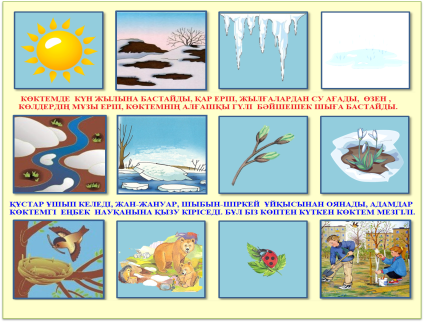 КӨКТЕМДЕ КҮН ЖЫЛЫНА БАСТАЙДЫ, ҚАР ЕРІП, ЖЫЛҒАЛАРДАН СУ АҒАДЫ, ӨЗЕН ,
КӨЛДЕРДІҢ МҰЗЫ ЕРІП, КӨКТЕМНІҢ АЛҒАШҚЫ ГҮЛІ БӘЙШЕШЕК ШЫҒА БАСТАЙДЫ.
ҚҰСТАР ҰШЫП КЕЛЕДІ, ЖАН-ЖАНУАР, ШЫБЫН-ШІРКЕЙ ҰЙҚЫСЫНАН ОЯНАДЫ, АДАМДАР
КӨКТЕМГІ ЕҢБЕК НАУҚАНЫНА ҚЫЗУ КІРІСЕДІ. БҰЛ БІЗ КӨПТЕН КҮТКЕН КӨКТЕМ МЕЗГІЛІ.